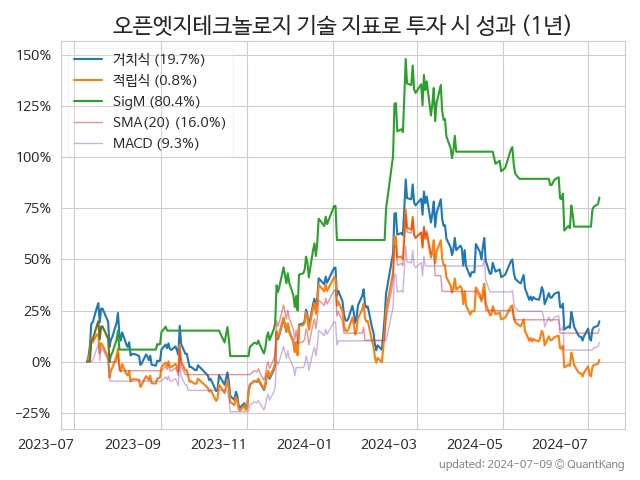 오픈엣지테크놀로지 기술 지표로 투자 시 성과 (1년)
거치식 (19.7%)
적립식 (0.8%)
SigM (80.4%)
SMA(20) (16.0%)
MACD (9.3%)
150%
125%
100%
75%
50%
25%
0%
−25%
2023-07 2023-09 2023-11 2024-01 2024-03 2024-05 2024-07
updated: 2024-07-09 © QuantKang